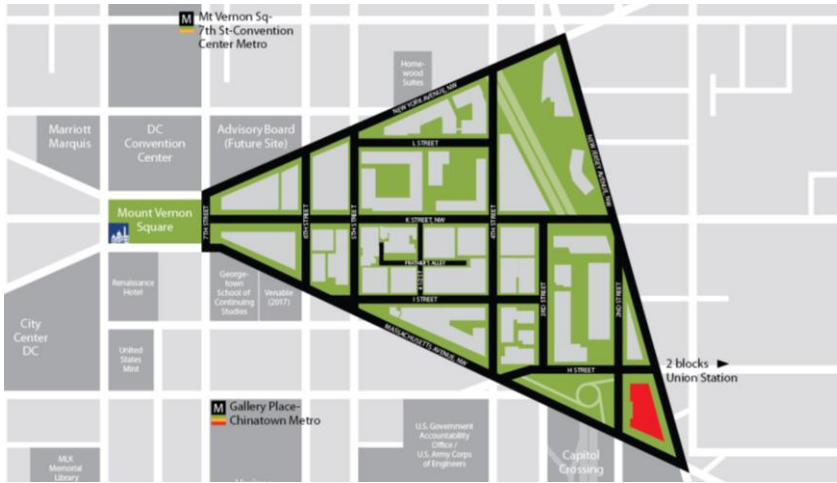 M Mt Vernon Sq-
7th St-Convention
Center Metro
Home-
wood
Suites
NEW YORK AVENUE, NW
Marriott
Marquis
DC
Convention
Center
Advisory Board
(Future Site)
L STREET
NEW JERSEY AVENUE, NW
Mount Vernon
Square
7TH STREET
6TH STREET
5TH STREET
4TH STREET
K STREET, NW
PRATHER'S ALLEY
I STREET
3RD STREET
2ND STREET
Renaissance
Hotel
George-
town
School of
Continuing
Studies
Venable
(2017)
City
Center
DC
United
States
Mint
MASSACHUSETTS AVENUE, NW
H STREET
2 blocks
Union Station
M Gallery Place-
Chinatown Metro
U.S. Government
Accountability
Office /
U.S. Army Corps
of Engineers
Capitol
Crossing
MLK
Memorial
Library